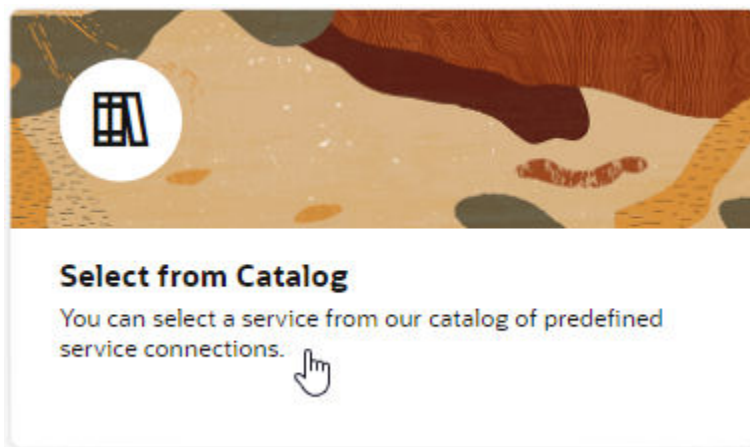 Select from Catalog
You can select a service from our catalog of predefined
service connections.